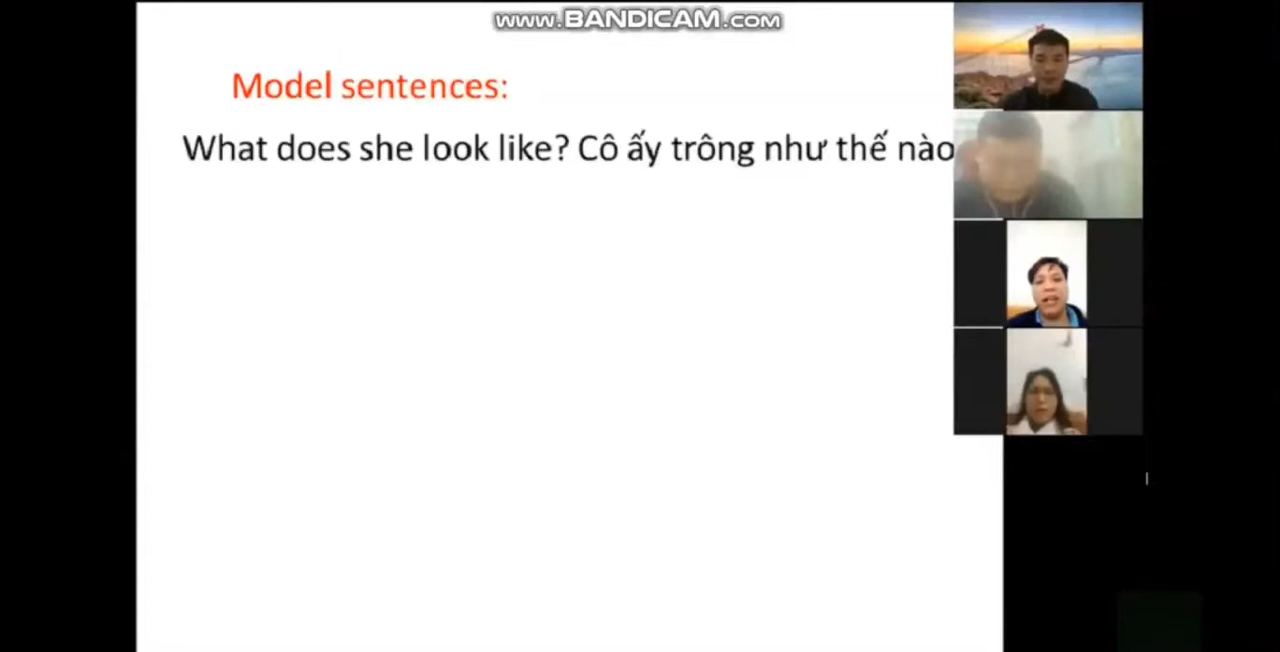 www.BANDICAM.com
Model sentences:
What does she look like? Cô ấy trông như thế nào